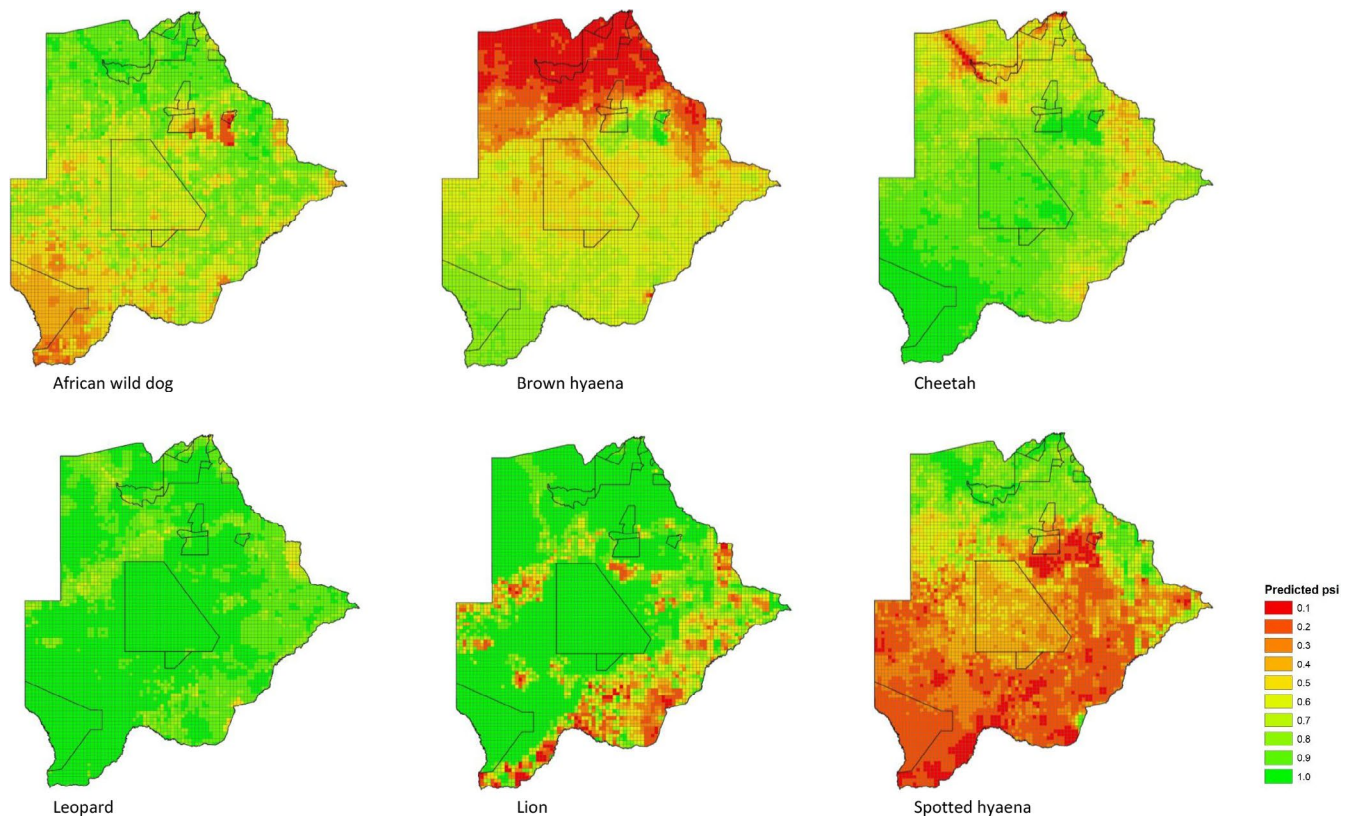 African wild dog
Brown hyaena
Cheetah
Leopard
Lion
Spotted hyaena
Predicted psi
0.1
0.2
0.3
0.4
0.5
0.6
0.7
0.8
0.9
1.0